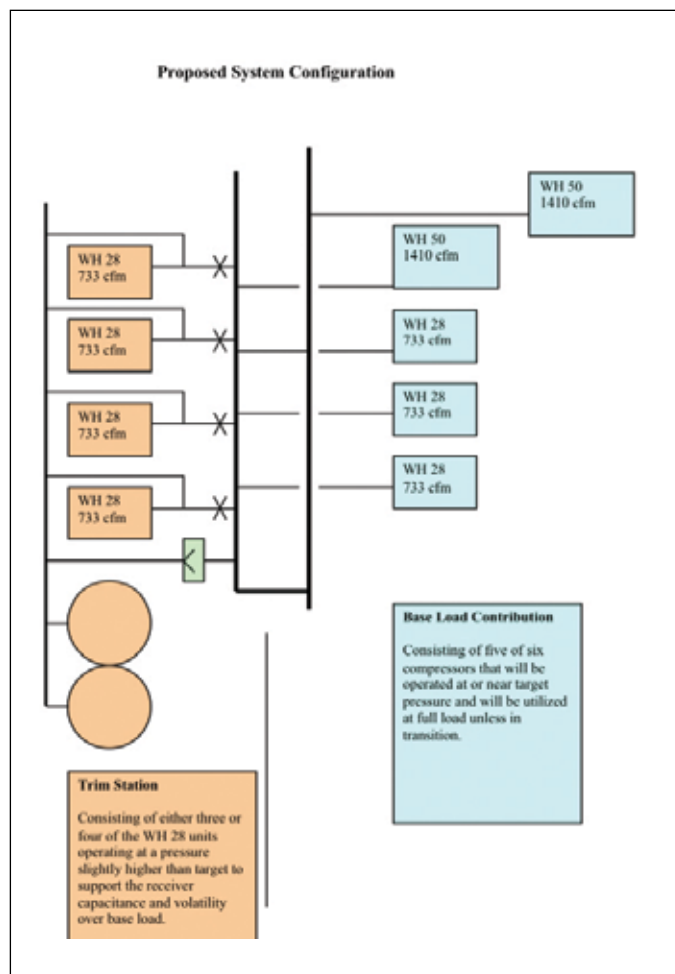 Proposed System Configuration
WH 50
1410 cfm
WH 50
1410 cfm
WH 28
733 cfm
WH 28
733 cfm
WH 28
733 cfm
WH 28
733 cfm
WH 28
733 cfm
WH 28
733 cfm
WH 28
733 cfm
Base Load Contribution
Consisting of five of six
compressors that will be
operated at or near target
pressure and will be utilized
at full load unless in
transition.
Trim Station
Consisting of either three or
four of the WH 28 units
operating at a pressure
slightly higher than target to
support the receiver
capacitance and volatility
over base load.